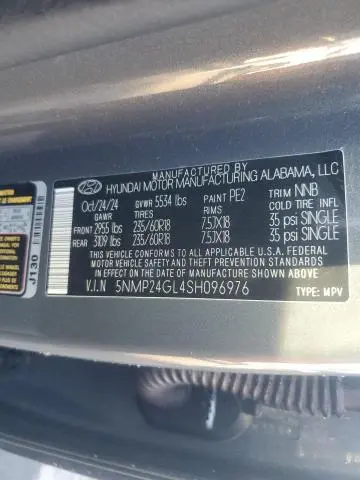 MANUFACTURED BY
HYUNDAI MOTOR MANUFACTURING ALABAMA, LLC
Oct/24/24 GVWR 5534 lbs PAINT PE2 TRIM NNB
GAWR TIRES RIMS COLD TIRE INFL
FRONT 2955 lbs 235/60R18 7.5JX18 35 psi SINGLE
REAR 3109 lbs 235/60R18 7.5JX18 35 psi SINGLE
THIS VEHICLE CONFORMS TO ALL APPLICABLE U.S.A. FEDERAL
MOTOR VEHICLE SAFETY AND THEFT PREVENTION STANDARDS
IN EFFECT ON THE DATE OF MANUFACTURE SHOWN ABOVE.
V.I.N 5NMP24GL4SH096976 TYPE: MPV
J130